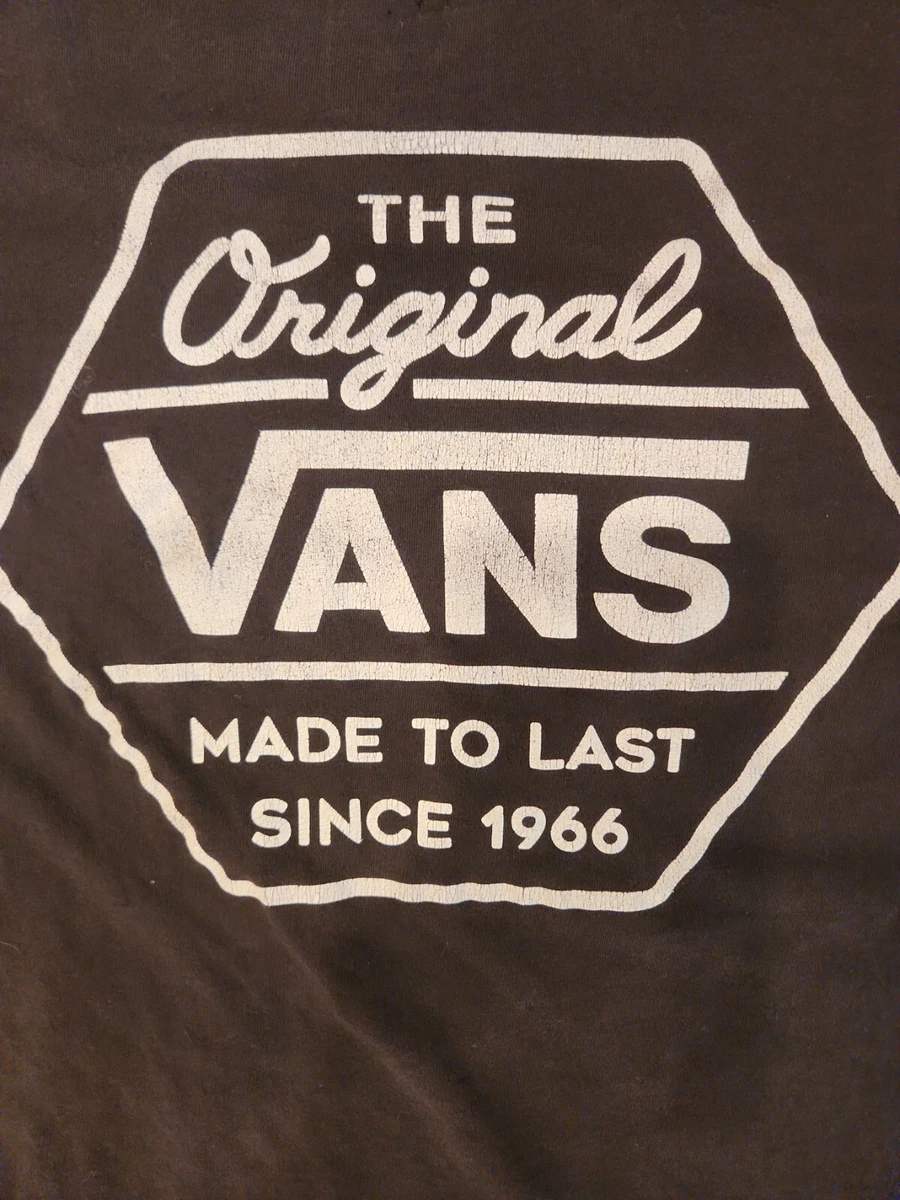 THE
Original
VANS
MADE TO LAST
SINCE 1966